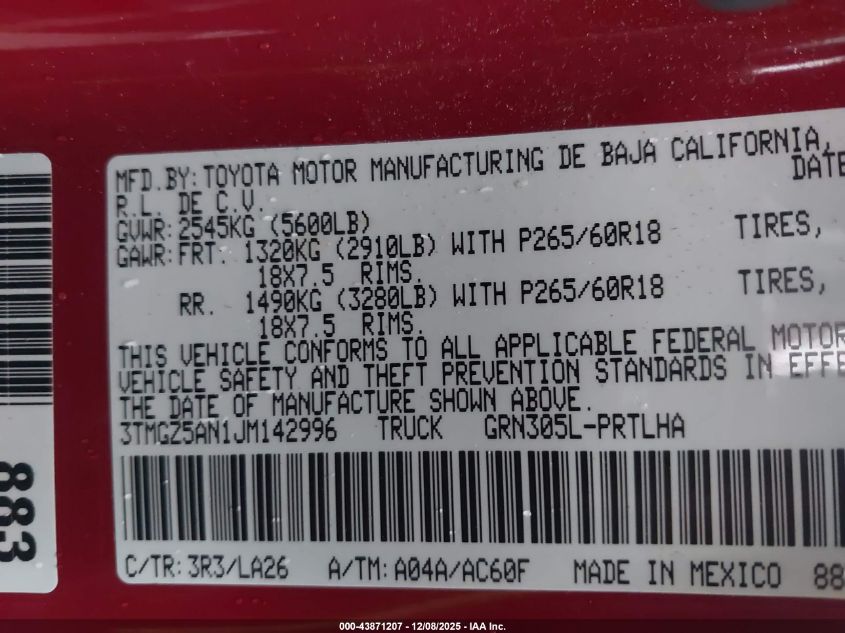 MFD.BY: TOYOTA MOTOR MANUFACTURING DE BAJA CALIFORNIA,
DATE
R.L. DE C.V.
GVWR: 2545KG (5600LB)
GAWR: FRT. 1320KG (2910LB) WITH P265/60R18 TIRES,
18X7.5 RIMS.
RR. 1490KG (3280LB) WITH P265/60R18 TIRES,
18X7.5 RIMS.
THIS VEHICLE CONFORMS TO ALL APPLICABLE FEDERAL MOTOR
VEHICLE SAFETY AND THEFT PREVENTION STANDARDS IN EFFE
THE DATE OF MANUFACTURE SHOWN ABOVE.
3TMGZ5AN1JM142996 TRUCK GRN305L-PRTLHA
C/TR: 3R3/LA26 A/TM: A04A/AC60F MADE IN MEXICO 88
883
000-43871207 - 12/08/2025 - IAA Inc.